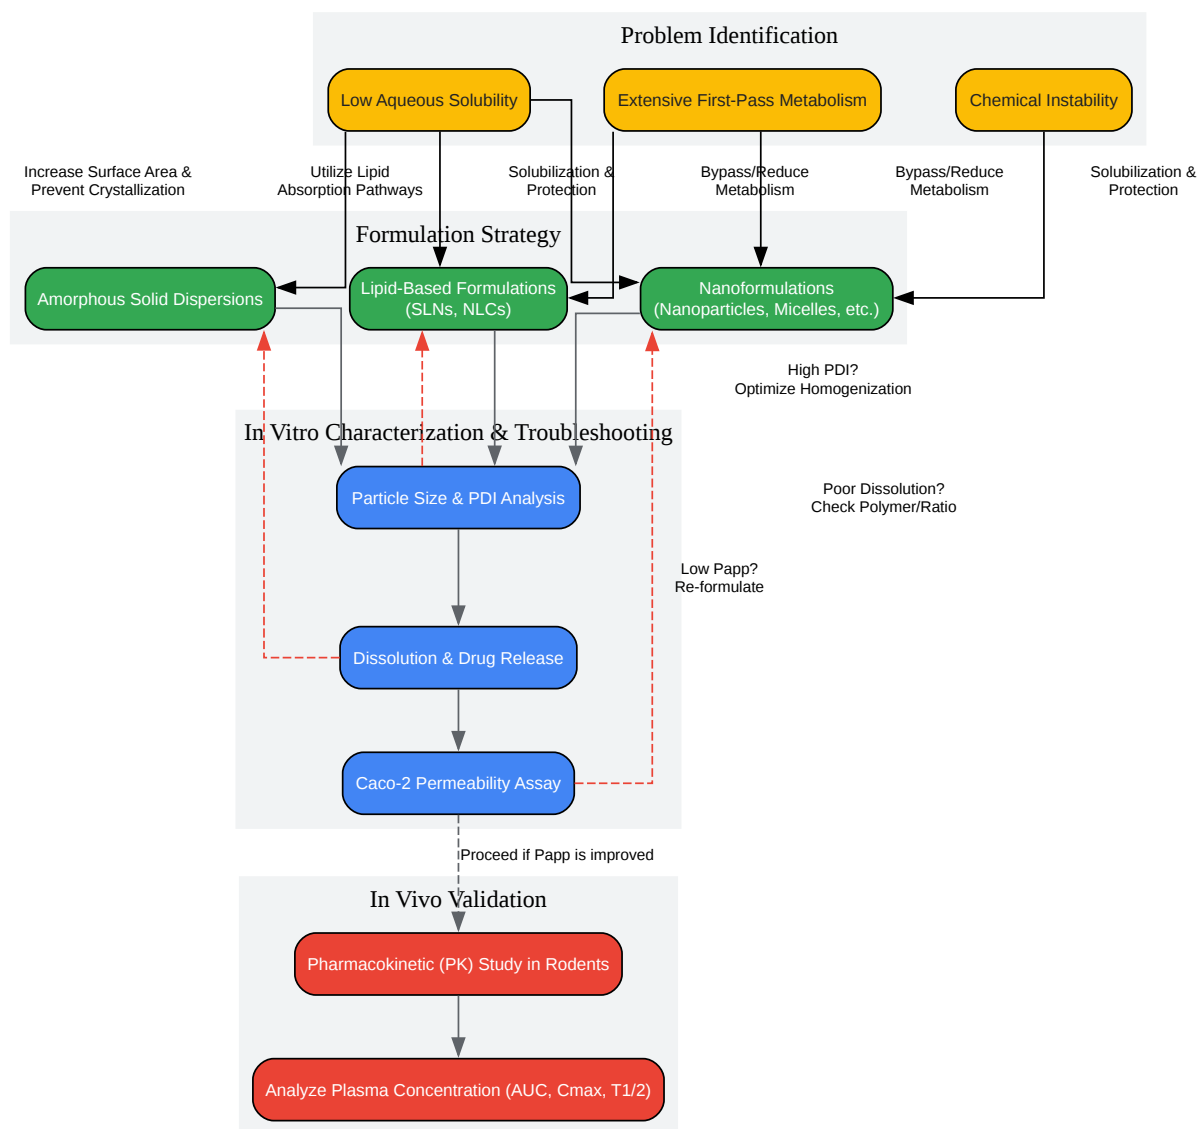 Problem Identification
Low Aqueous Solubility
Extensive First-Pass Metabolism
Chemical Instability
Increase Surface Area &
Prevent Crystallization
Utilize Lipid
Absorption Pathways
Solubilization &
Protection
Bypass/Reduce
Metabolism
Bypass/Reduce
Metabolism
Solubilization &
Protection
Formulation Strategy
Amorphous Solid Dispersions
Lipid-Based Formulations
(SLNs, NLCs)
Nanoformulations
(Nanoparticles, Micelles, etc.)
High PDI?
Optimize Homogenization
In Vitro Characterization & Troubleshooting
Particle Size & PDI Analysis
Poor Dissolution?
Check Polymer/Ratio
Low Papp?
Re-formulate
Dissolution & Drug Release
Caco-2 Permeability Assay
Proceed if Papp is improved
In Vivo Validation
Pharmacokinetic (PK) Study in Rodents
Analyze Plasma Concentration (AUC, Cmax, T1/2)